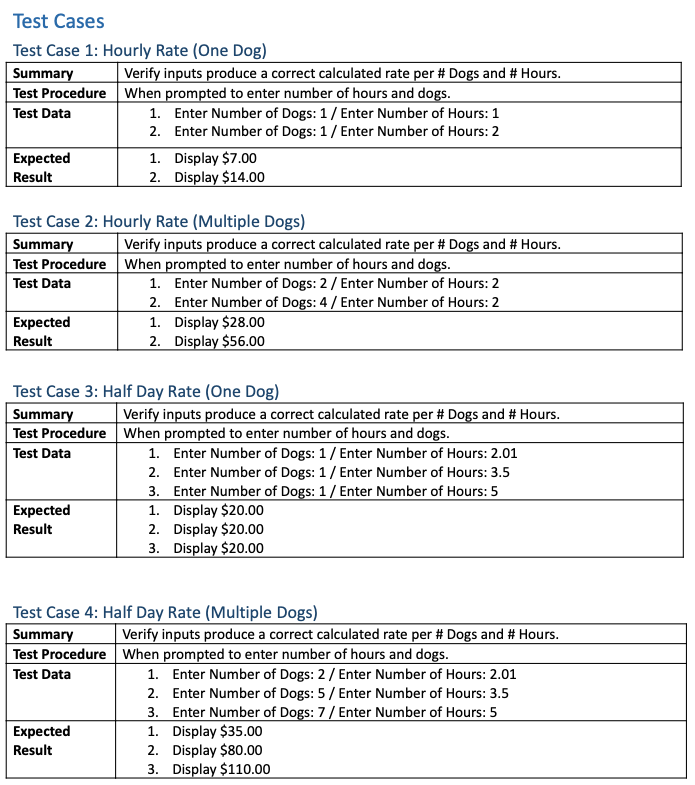 Test Cases
Test Case 1: Hourly Rate (One Dog)
Summary Verify inputs produce a correct calculated rate per # Dogs and # Hours.
Test Procedure When prompted to enter number of hours and dogs.
Test Data 1. Enter Number of Dogs: 1 / Enter Number of Hours: 1
2. Enter Number of Dogs: 1 / Enter Number of Hours: 2
Expected 1. Display $7.00
Result 2. Display $14.00
Test Case 2: Hourly Rate (Multiple Dogs)
Summary Verify inputs produce a correct calculated rate per # Dogs and # Hours.
Test Procedure When prompted to enter number of hours and dogs.
Test Data 1. Enter Number of Dogs: 2 / Enter Number of Hours: 2
2. Enter Number of Dogs: 4 / Enter Number of Hours: 2
Expected 1. Display $28.00
Result 2. Display $56.00
Test Case 3: Half Day Rate (One Dog)
Summary Verify inputs produce a correct calculated rate per # Dogs and # Hours.
Test Procedure When prompted to enter number of hours and dogs.
Test Data 1. Enter Number of Dogs: 1 / Enter Number of Hours: 2.01
2. Enter Number of Dogs: 1 / Enter Number of Hours: 3.5
3. Enter Number of Dogs: 1 / Enter Number of Hours: 5
Expected 1. Display $20.00
Result 2. Display $20.00
3. Display $20.00
Test Case 4: Half Day Rate (Multiple Dogs)
Summary Verify inputs produce a correct calculated rate per # Dogs and # Hours.
Test Procedure When prompted to enter number of hours and dogs.
Test Data 1. Enter Number of Dogs: 2 / Enter Number of Hours: 2.01
2. Enter Number of Dogs: 5 / Enter Number of Hours: 3.5
3. Enter Number of Dogs: 7 / Enter Number of Hours: 5
Expected 1. Display $35.00
Result 2. Display $80.00
3. Display $110.00